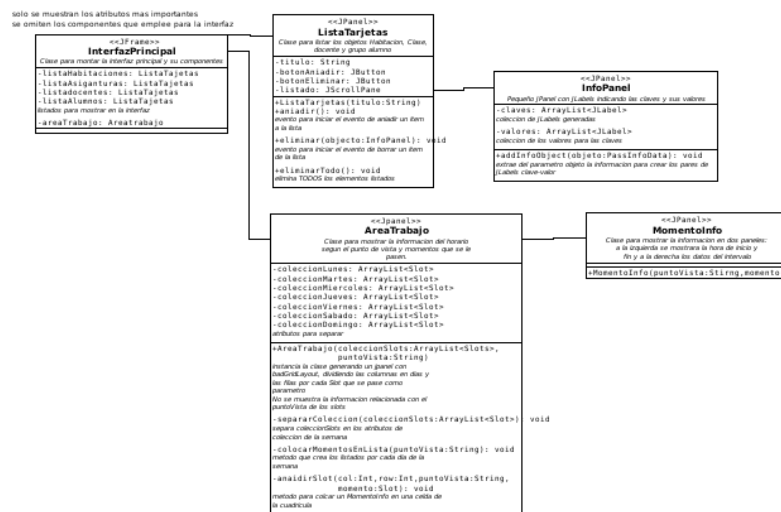 solo se muestran los atributos mas importantes
se omiten los componentes que emplee para la interfaz
<<JFrame>>
InterfazPrincipal
Clase para montar la interfaz principal y su componentes
-listaHabitaciones: ListaTajetas
-listaAsiganturas: ListaTajetas
-listadocentes: ListaTajetas
-listaAlumnos: ListaTajetas
listados para mostrar en la interfaz
-areaTrabajo: Areatrabajo
<<JPanel>>
ListaTarjetas
Clase para listar los objetos Habitacion, Clase,
docente y grupo alumno
-titulo: String
-botonAniadir: JButton
-botonEliminar: JButton
-listado: JScrollPane
+ListaTarjetas(titulo:String)
+aniadir(): void
evento para iniciar el evento de aniadir un item
a la lista
+eliminar(objecto:InfoPanel): void
evento para iniciar el evento de borrar un item
de la lista
+eliminarTodo(): void
elimina TODOS los elementos listados
<<JPanel>>
InfoPanel
Pequeño JPanel con JLabels indicando las claves y sus valores
-claves: ArrayList<JLabel>
coleccion de JLabels generadas
-valores: ArrayList<JLabel>
coleccion de los valores para las claves
+addInfoObject(objeto:PassInfoData): void
extrae del parametro objeto la informacion para crear los pares de
JLabels clave-valor
<<Jpanel>>
AreaTrabajo
Clase para mostrar la informacion del horario
segun el punto de vista y momentos que se le
pasen.
-coleccionLunes: ArrayList<Slot>
-coleccionMartes: ArrayList<Slot>
-coleccionMiercoles: ArrayList<Slot>
-coleccionJueves: ArrayList<Slot>
-coleccionViernes: ArrayList<Slot>
-coleccionSabado: ArrayList<Slot>
-coleccionDomingo: ArrayList<Slot>
atributos para separar
+AreaTrabajo(coleccionSlots:ArrayList<Slots>,
puntoVista:String)
instancia la clase generando un jpanel con
badGridLayout, dividiendo las columnas en dias y
las filas por cada Slot que se pase como
parametro
No se muestra la informacion relacionada con el
puntoVista de los slots
-separarColeccion(coleccionSlots:ArrayList<Slot>) void
separa coleccionSlots en los atributos de
coleccion de la semana
-colocarMomentosEnLista(puntoVista:String): void
metodo que crea los listados por cada dia de la
semana
-anaidirSlot(col:Int,row:Int,puntoVista:String,
momento:Slot): void
metodo para colcar un MomentoInfo en una celda de
la cuadricula
<<JPanel>>
MomentoInfo
Clase para mostrar la informacion en dos paneles:
a la izquierda se mostrara la hora de inicio y
fin y a la derecha los datos del intervalo
+MomentoInfo(puntoVista:Stirng,momento